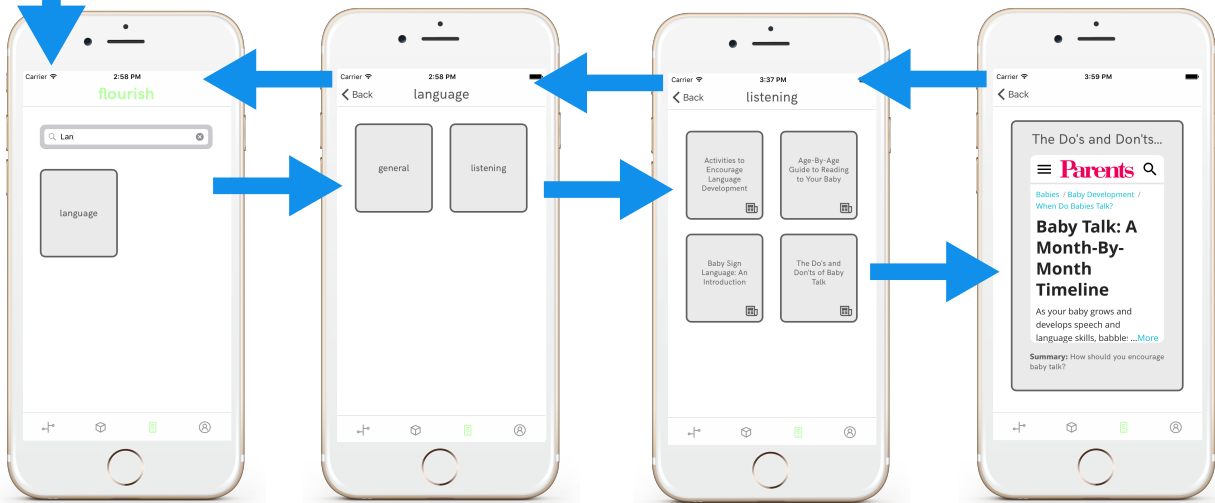 Carrier 2:58 PM
flourish
Lan
language
Carrier 2:58 PM
Back language
general
listening
Carrier 3:37 PM
Back listening
Activities to
Encourage
Language
Development
Age-By-Age
Guide to Reading
to Your Baby
Baby Sign
Language: An
Introduction
The Do's and
Don'ts of Baby
Talk
Carrier 3:59 PM
Back
The Do's and Don'ts...
Parents
Babies / Baby Development /
When Do Babies Talk?
Baby Talk: A
Month-By-
Month
Timeline
As your baby grows and
develops speech and
language skills, babble: ...More
Summary: How should you encourage
baby talk?